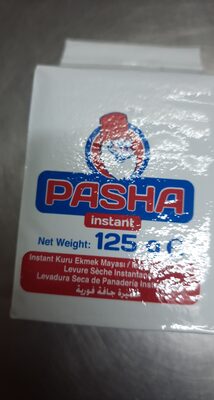 PASHA
instant
Net Weight: 125 g
Instant Kuru Ekmek Mayası /
Levure Sèche Instantanée
Levadura Seca de Panadería
خميرة جافة فورية